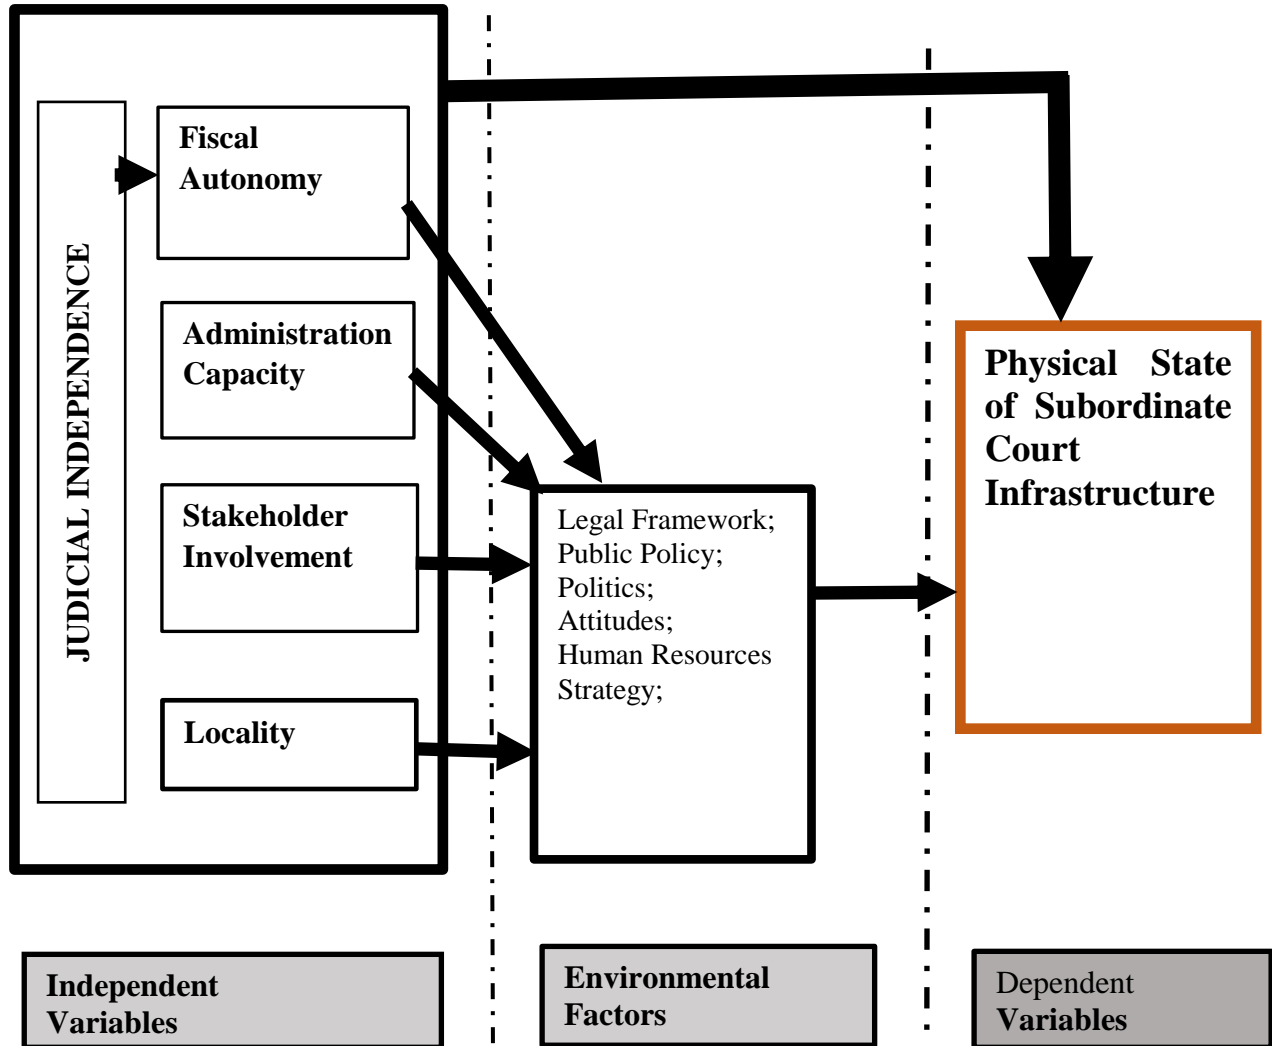 JUDICIAL INDEPENDENCE
Fiscal
Autonomy
Administration
Capacity
Stakeholder
Involvement
Locality
Legal Framework;
Public Policy;
Politics;
Attitudes;
Human Resources
Strategy;
Physical State
of Subordinate
Court
Infrastructure
Independent
Variables
Environmental
Factors
Dependent
Variables